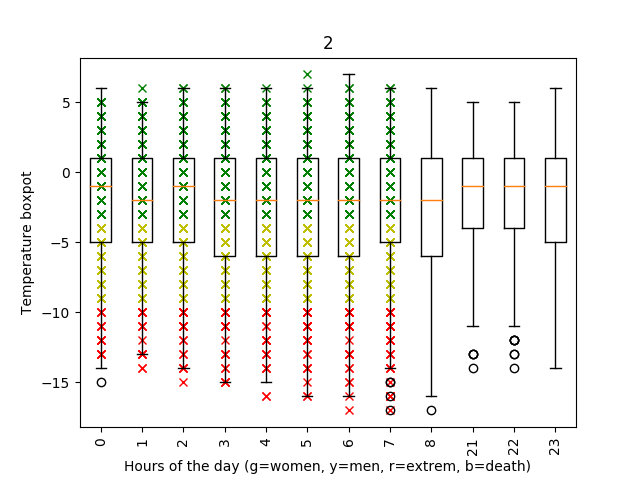 2
Temperature boxpot
5
0
−5
−10
−15
0 1 2 3 4 5 6 7 8 21 22 23
Hours of the day (g=women, y=men, r=extrem, b=death)